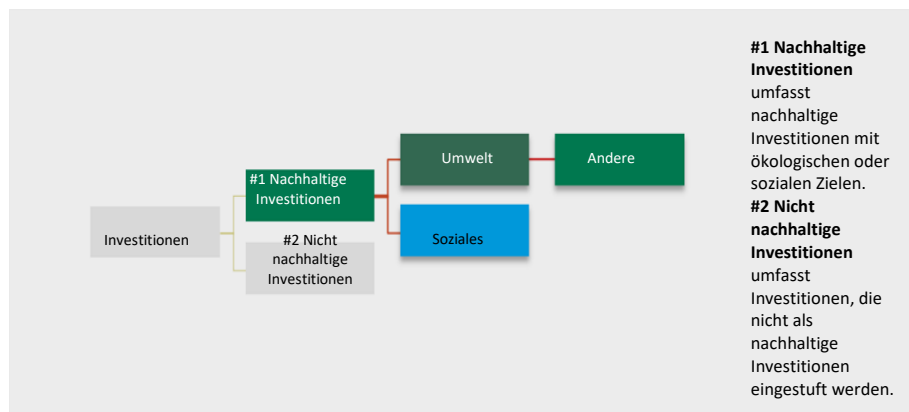 Investitionen
#1 Nachhaltige
Investitionen
#2 Nicht
nachhaltige
Investitionen
Umwelt
Soziales
Andere
#1 Nachhaltige
Investitionen
umfasst
nachhaltige
Investitionen mit
ökologischen oder
sozialen Zielen.
#2 Nicht
nachhaltige
Investitionen
umfasst
Investitionen, die
nicht als
nachhaltige
Investitionen
eingestuft werden.